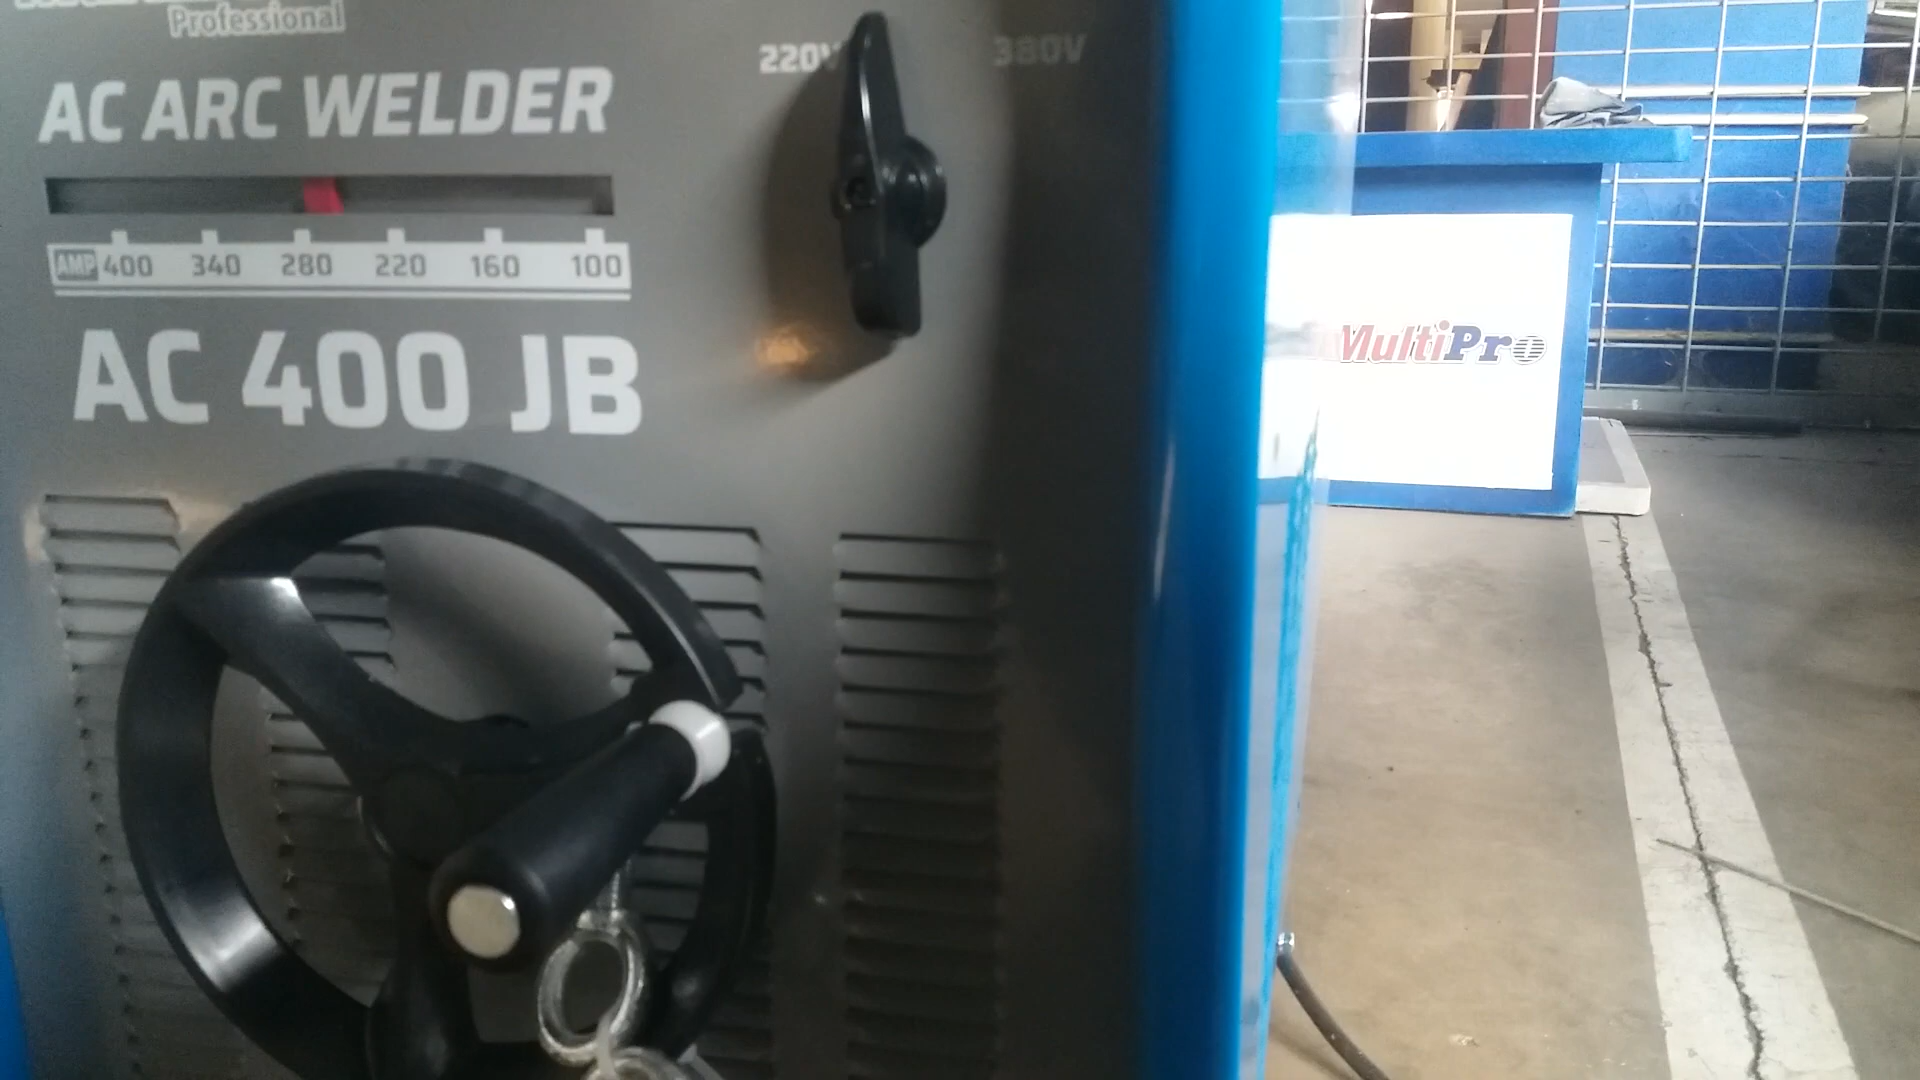 Professional
AC ARC WELDER
220V
380V
AMP 400 340 280 220 160 100
AC 400 JB
MultiPro